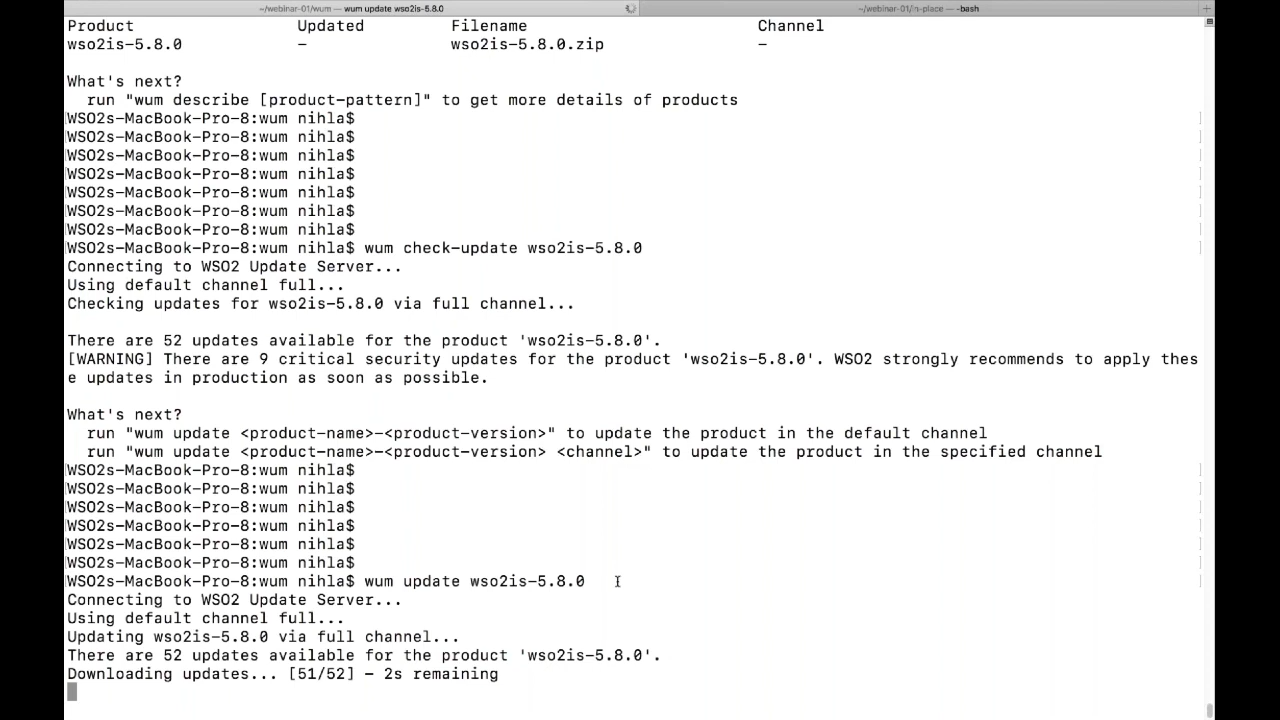 ~/webinar-01/wum — wum update wso2is-5.8.0
~/webinar-01/in-place — -bash
Product Updated Filename Channel
wso2is-5.8.0 – wso2is-5.8.0.zip –
What's next?
run "wum describe [product-pattern]" to get more details of products
WSO2s-MacBook-Pro-8:wum nihla$
WSO2s-MacBook-Pro-8:wum nihla$
WSO2s-MacBook-Pro-8:wum nihla$
WSO2s-MacBook-Pro-8:wum nihla$
WSO2s-MacBook-Pro-8:wum nihla$
WSO2s-MacBook-Pro-8:wum nihla$
WSO2s-MacBook-Pro-8:wum nihla$
WSO2s-MacBook-Pro-8:wum nihla$ wum check-update wso2is-5.8.0
Connecting to WSO2 Update Server...
Using default channel full...
Checking updates for wso2is-5.8.0 via full channel...
There are 52 updates available for the product 'wso2is-5.8.0'.
[WARNING] There are 9 critical security updates for the product 'wso2is-5.8.0'. WSO2 strongly recommends to apply thes
e updates in production as soon as possible.
What's next?
run "wum update <product-name>-<product-version>" to update the product in the default channel
run "wum update <product-name>-<product-version> <channel>" to update the product in the specified channel
WSO2s-MacBook-Pro-8:wum nihla$
WSO2s-MacBook-Pro-8:wum nihla$
WSO2s-MacBook-Pro-8:wum nihla$
WSO2s-MacBook-Pro-8:wum nihla$
WSO2s-MacBook-Pro-8:wum nihla$
WSO2s-MacBook-Pro-8:wum nihla$
WSO2s-MacBook-Pro-8:wum nihla$ wum update wso2is-5.8.0
Connecting to WSO2 Update Server...
Using default channel full...
Updating wso2is-5.8.0 via full channel...
There are 52 updates available for the product 'wso2is-5.8.0'.
Downloading updates... [51/52] – 2s remaining